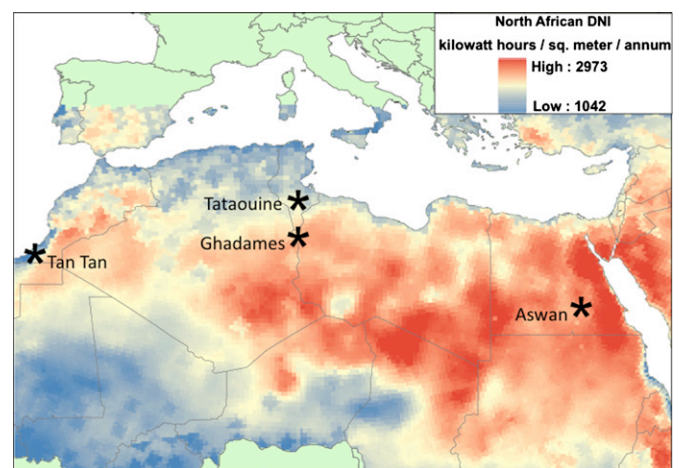 North African DNI
kilowatt hours / sq. meter / annum
High : 2973
Low : 1042
Tataouine
Ghadames
Tan Tan
Aswan